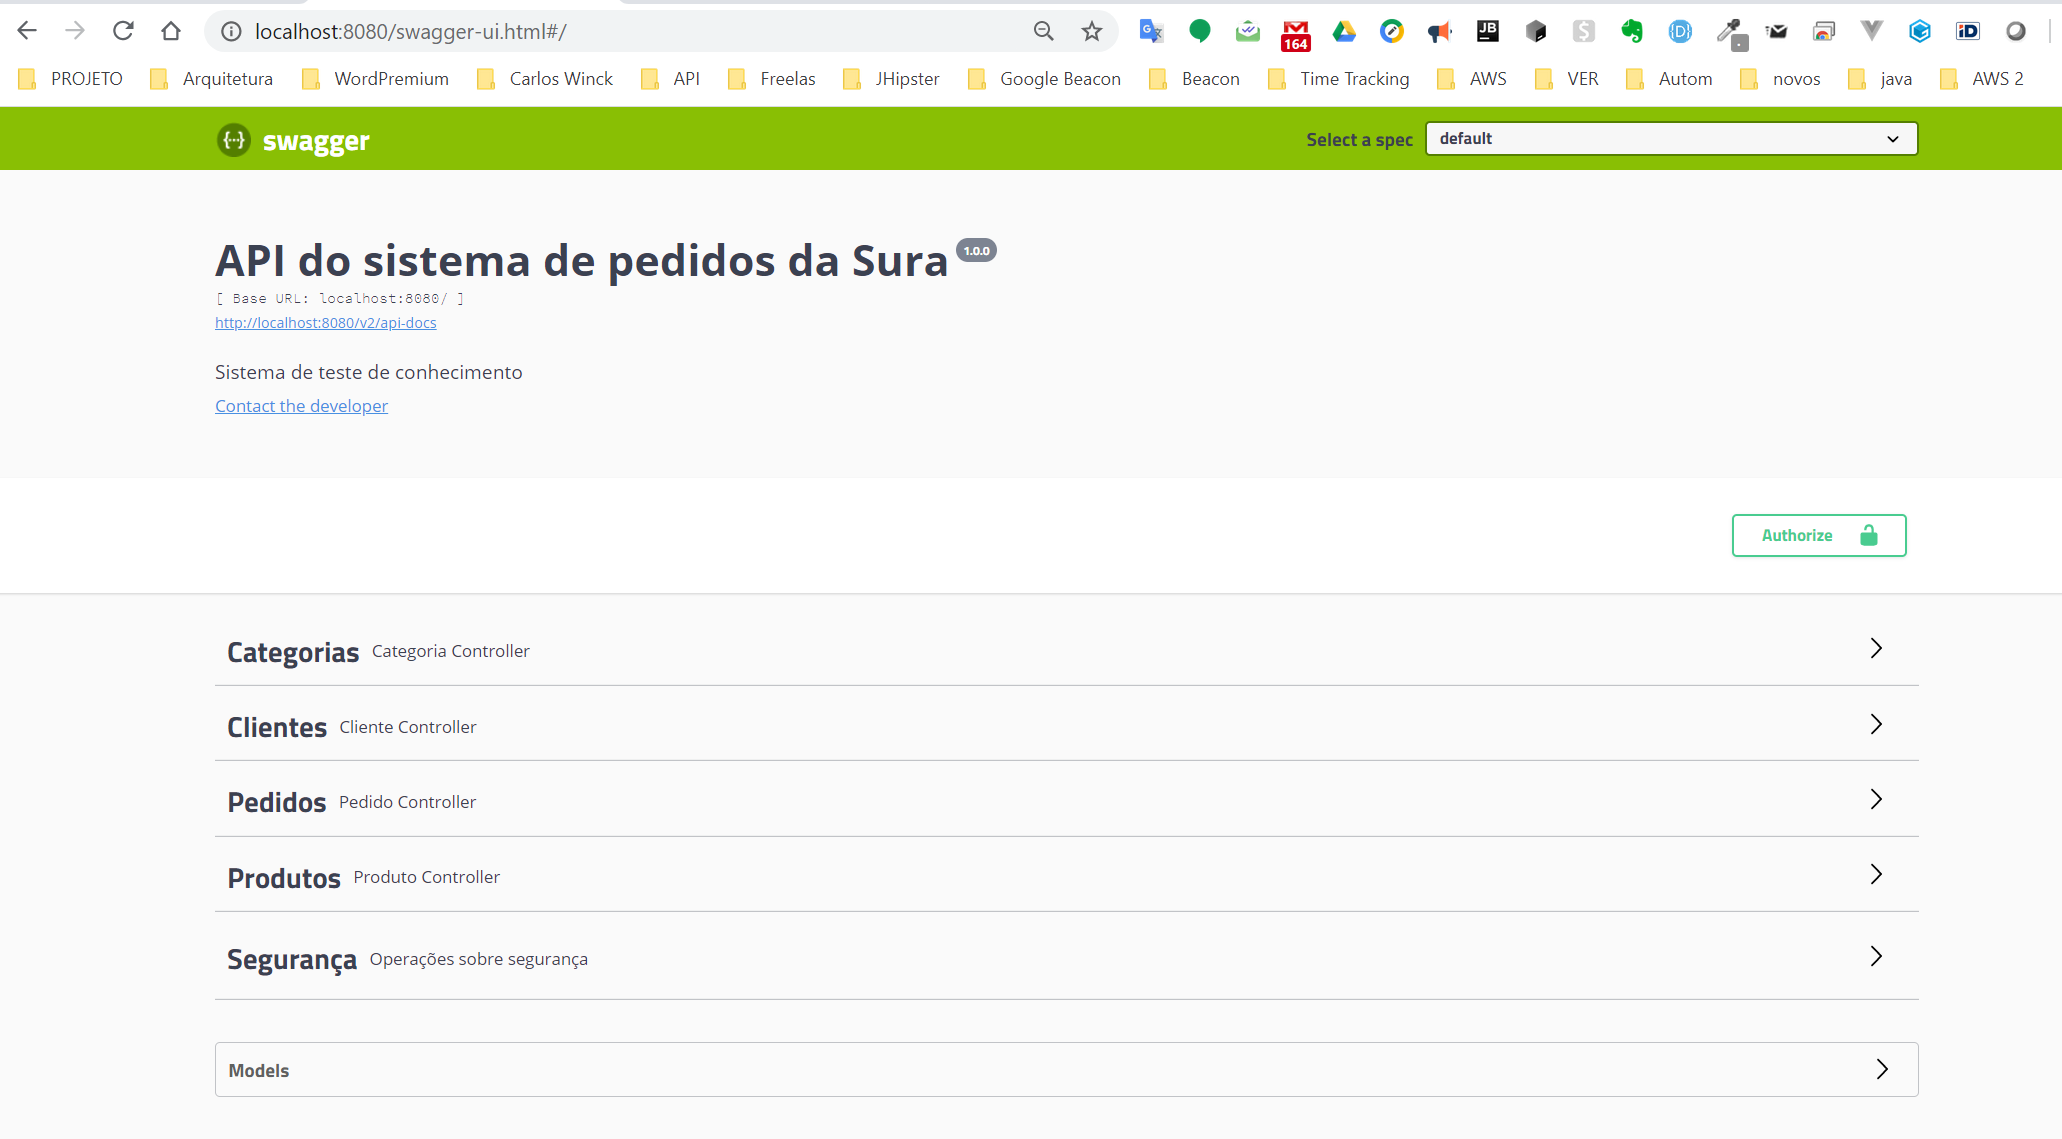 localhost:8080/swagger-ui.html#/
164
JB
{D}
iD
PROJETO Arquitetura WordPremium Carlos Winck API Freelas JHipster Google Beacon Beacon Time Tracking AWS VER Autom novos java AWS 2
{···} swagger Select a spec default
API do sistema de pedidos da Sura 1.0.0
[ Base URL: localhost:8080/ ]
http://localhost:8080/v2/api-docs
Sistema de teste de conhecimento
Contact the developer
Authorize
Categorias Categoria Controller
Clientes Cliente Controller
Pedidos Pedido Controller
Produtos Produto Controller
Segurança Operações sobre segurança
Models